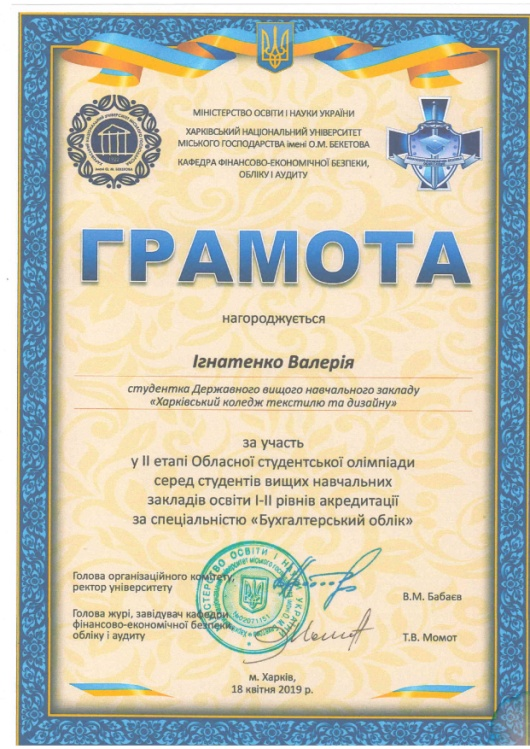 МІНІСТЕРСТВО ОСВІТИ І НАУКИ УКРАЇНИ
ХАРКІВСЬКИЙ НАЦІОНАЛЬНИЙ УНІВЕРСИТЕТ
МІСЬКОГО ГОСПОДАРСТВА імені О.М. БЕКЕТОВА
КАФЕДРА ФІНАНСОВО-ЕКОНОМІЧНОЇ БЕЗПЕКИ,
ОБЛІКУ І АУДИТУ
ГРАМОТА
нагороджується
Ігнатенко Валерія
студентка Державного вищого навчального закладу
«Харківський коледж текстилю та дизайну»
за участь
у ІІ етапі Обласної студентської олімпіади
серед студентів вищих навчальних
закладів освіти І-ІІ рівнів акредитації
за спеціальністю «Бухгалтерський облік»
Голова організаційного комітету,
ректор університету
В.М. Бабаєв
Голова журі, завідувач кафедри
фінансово-економічної безпеки,
обліку і аудиту
Т.В. Момот
м. Харків,
18 квітня 2019 р.